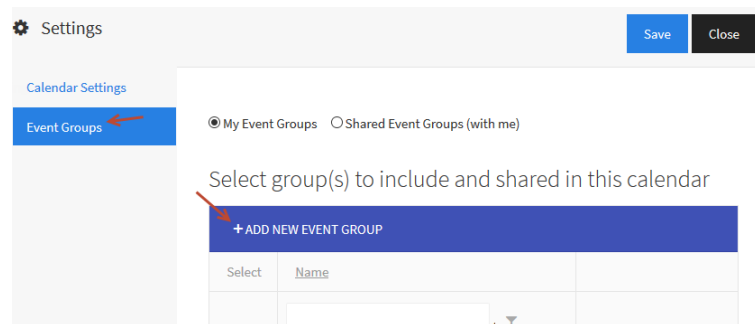 Settings
Save
Close
Calendar Settings
Event Groups
My Event Groups Shared Event Groups (with me)
Select group(s) to include and shared in this calendar
+ ADD NEW EVENT GROUP
Select Name